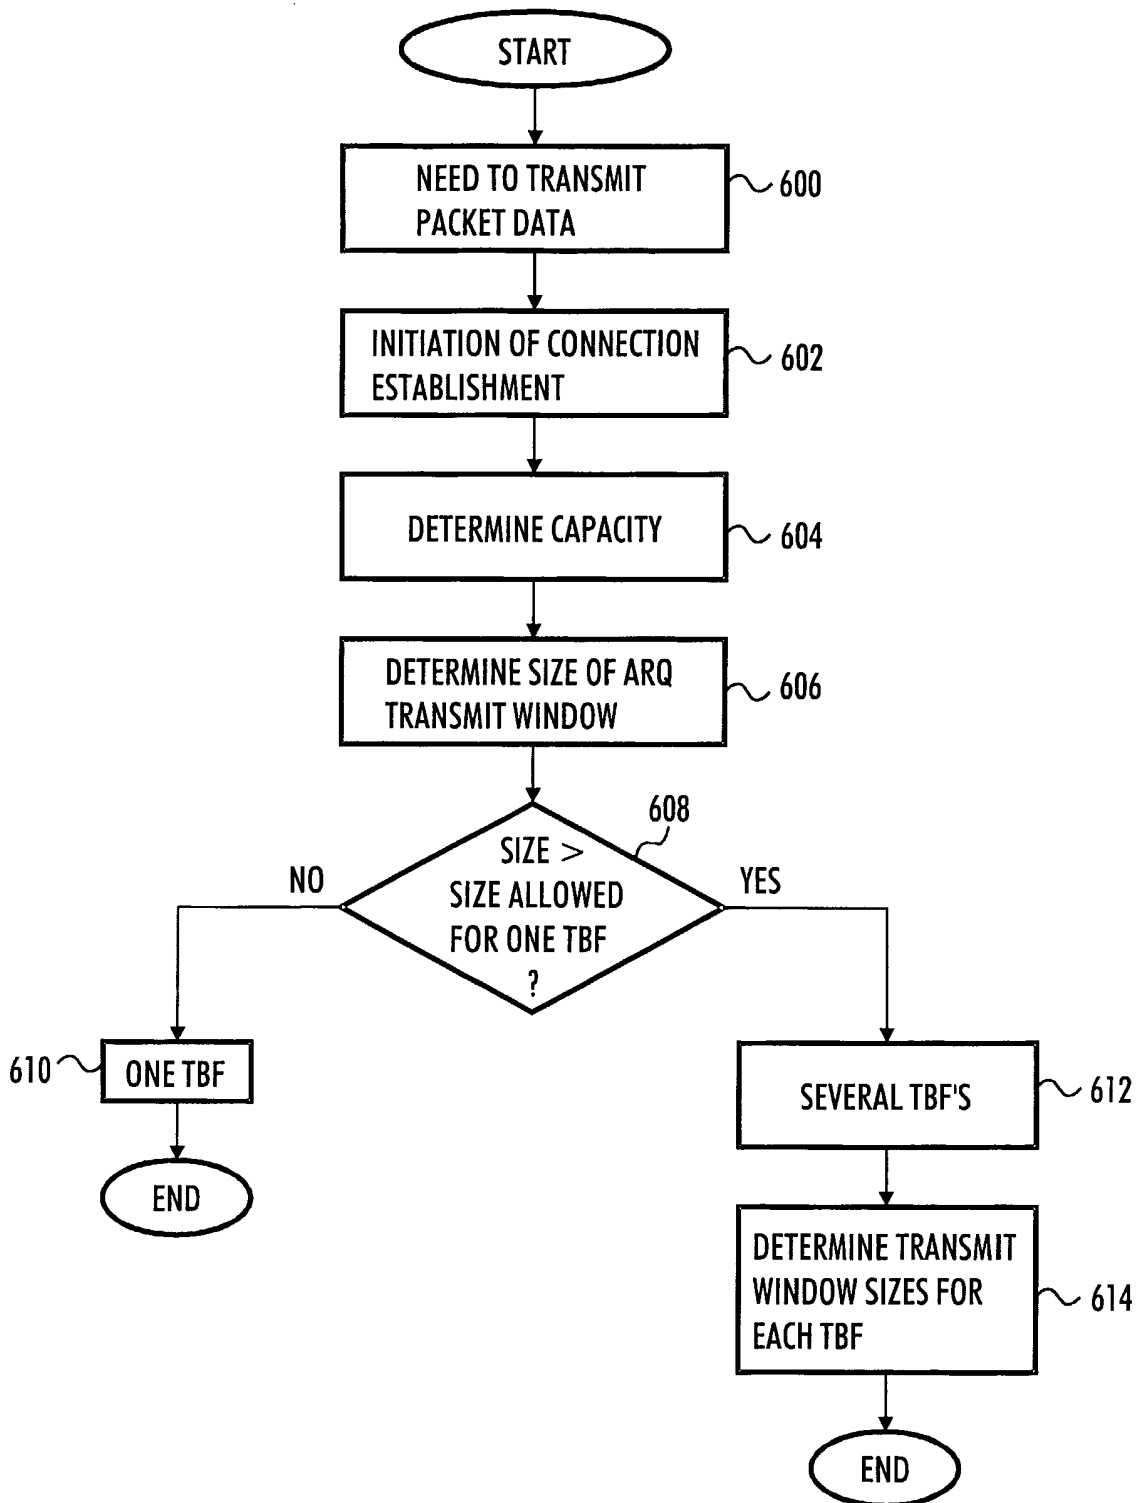 START
NEED TO TRANSMIT
PACKET DATA
600
INITIATION OF CONNECTION
ESTABLISHMENT
602
DETERMINE CAPACITY
604
DETERMINE SIZE OF ARQ
TRANSMIT WINDOW
606
608
SIZE >
SIZE ALLOWED
FOR ONE TBF
?
NO
YES
610
ONE TBF
END
SEVERAL TBF'S
612
DETERMINE TRANSMIT
WINDOW SIZES FOR
EACH TBF
614
END